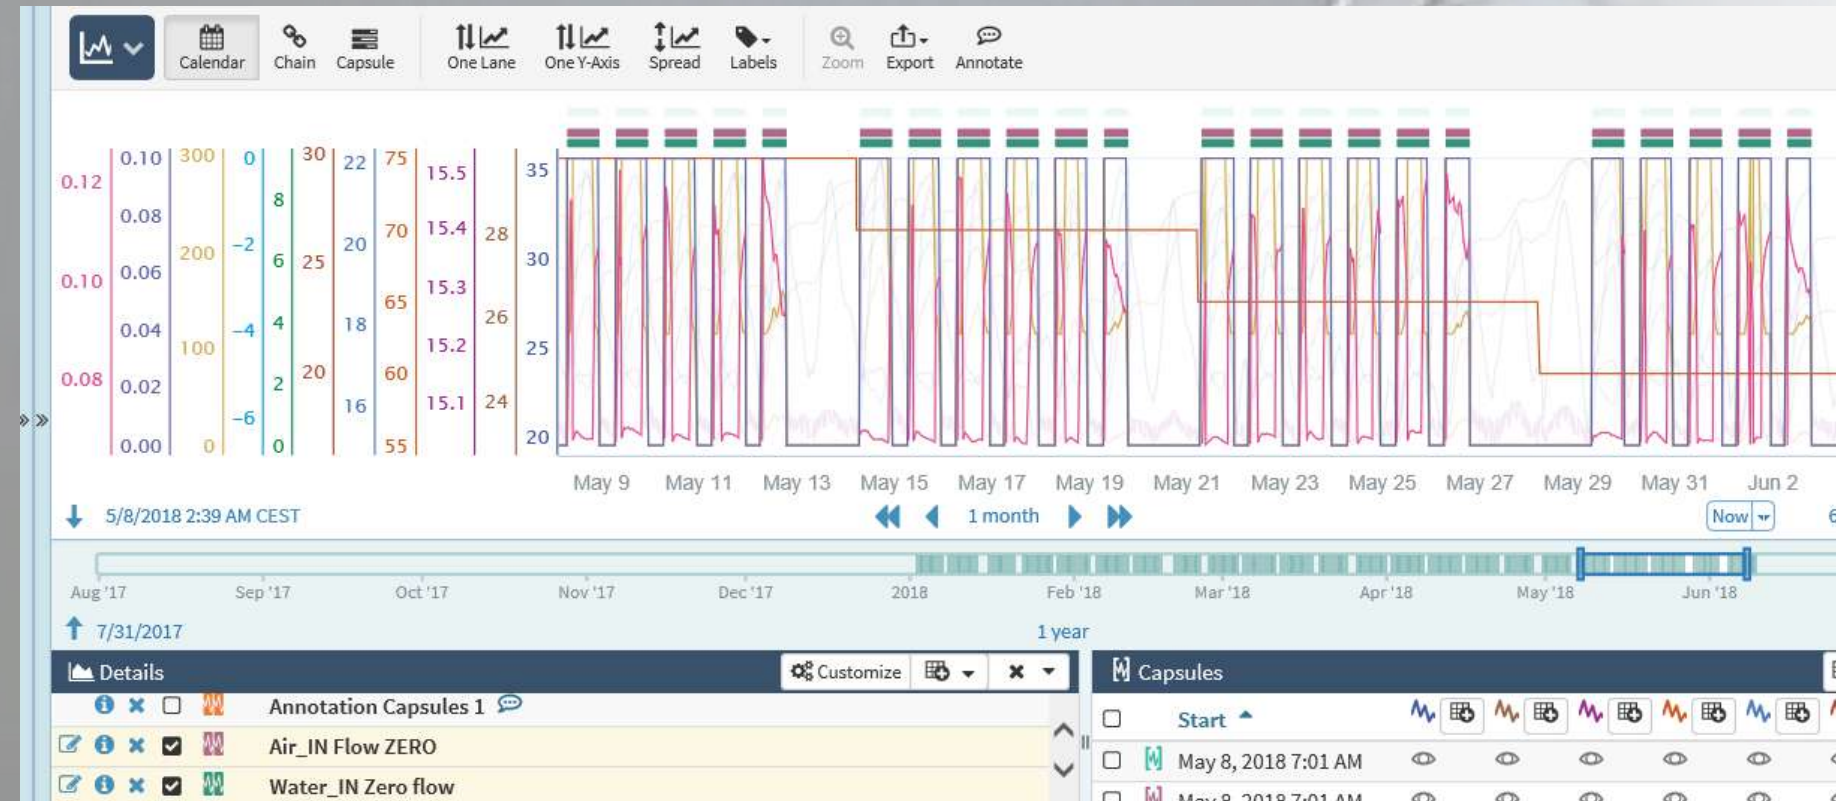 Calendar Chain Capsule One Lane One Y-Axis Spread Labels Zoom Export Annotate
0.12 0.10 0.08
0.10 0.08 0.06 0.04 0.02 0.00
300 200 100 0
0 −2 −4 −6
8 6 4 2 0
30 25 20
22 20 18 16
75 70 65 60 55
15.5 15.4 15.3 15.2 15.1
28 26 24
35 30 25 20
May 9 May 11 May 13 May 15 May 17 May 19 May 21 May 23 May 25 May 27 May 29 May 31 Jun 2
5/8/2018 2:39 AM CEST 1 month Now 6
Aug '17 Sep '17 Oct '17 Nov '17 Dec '17 2018 Feb '18 Mar '18 Apr '18 May '18 Jun '18
7/31/2017 1 year
Details Customize
Annotation Capsules 1
Air_IN Flow ZERO
Water_IN Zero flow
Capsules
Start
May 8, 2018 7:01 AM
May 8, 2018 7:01 AM